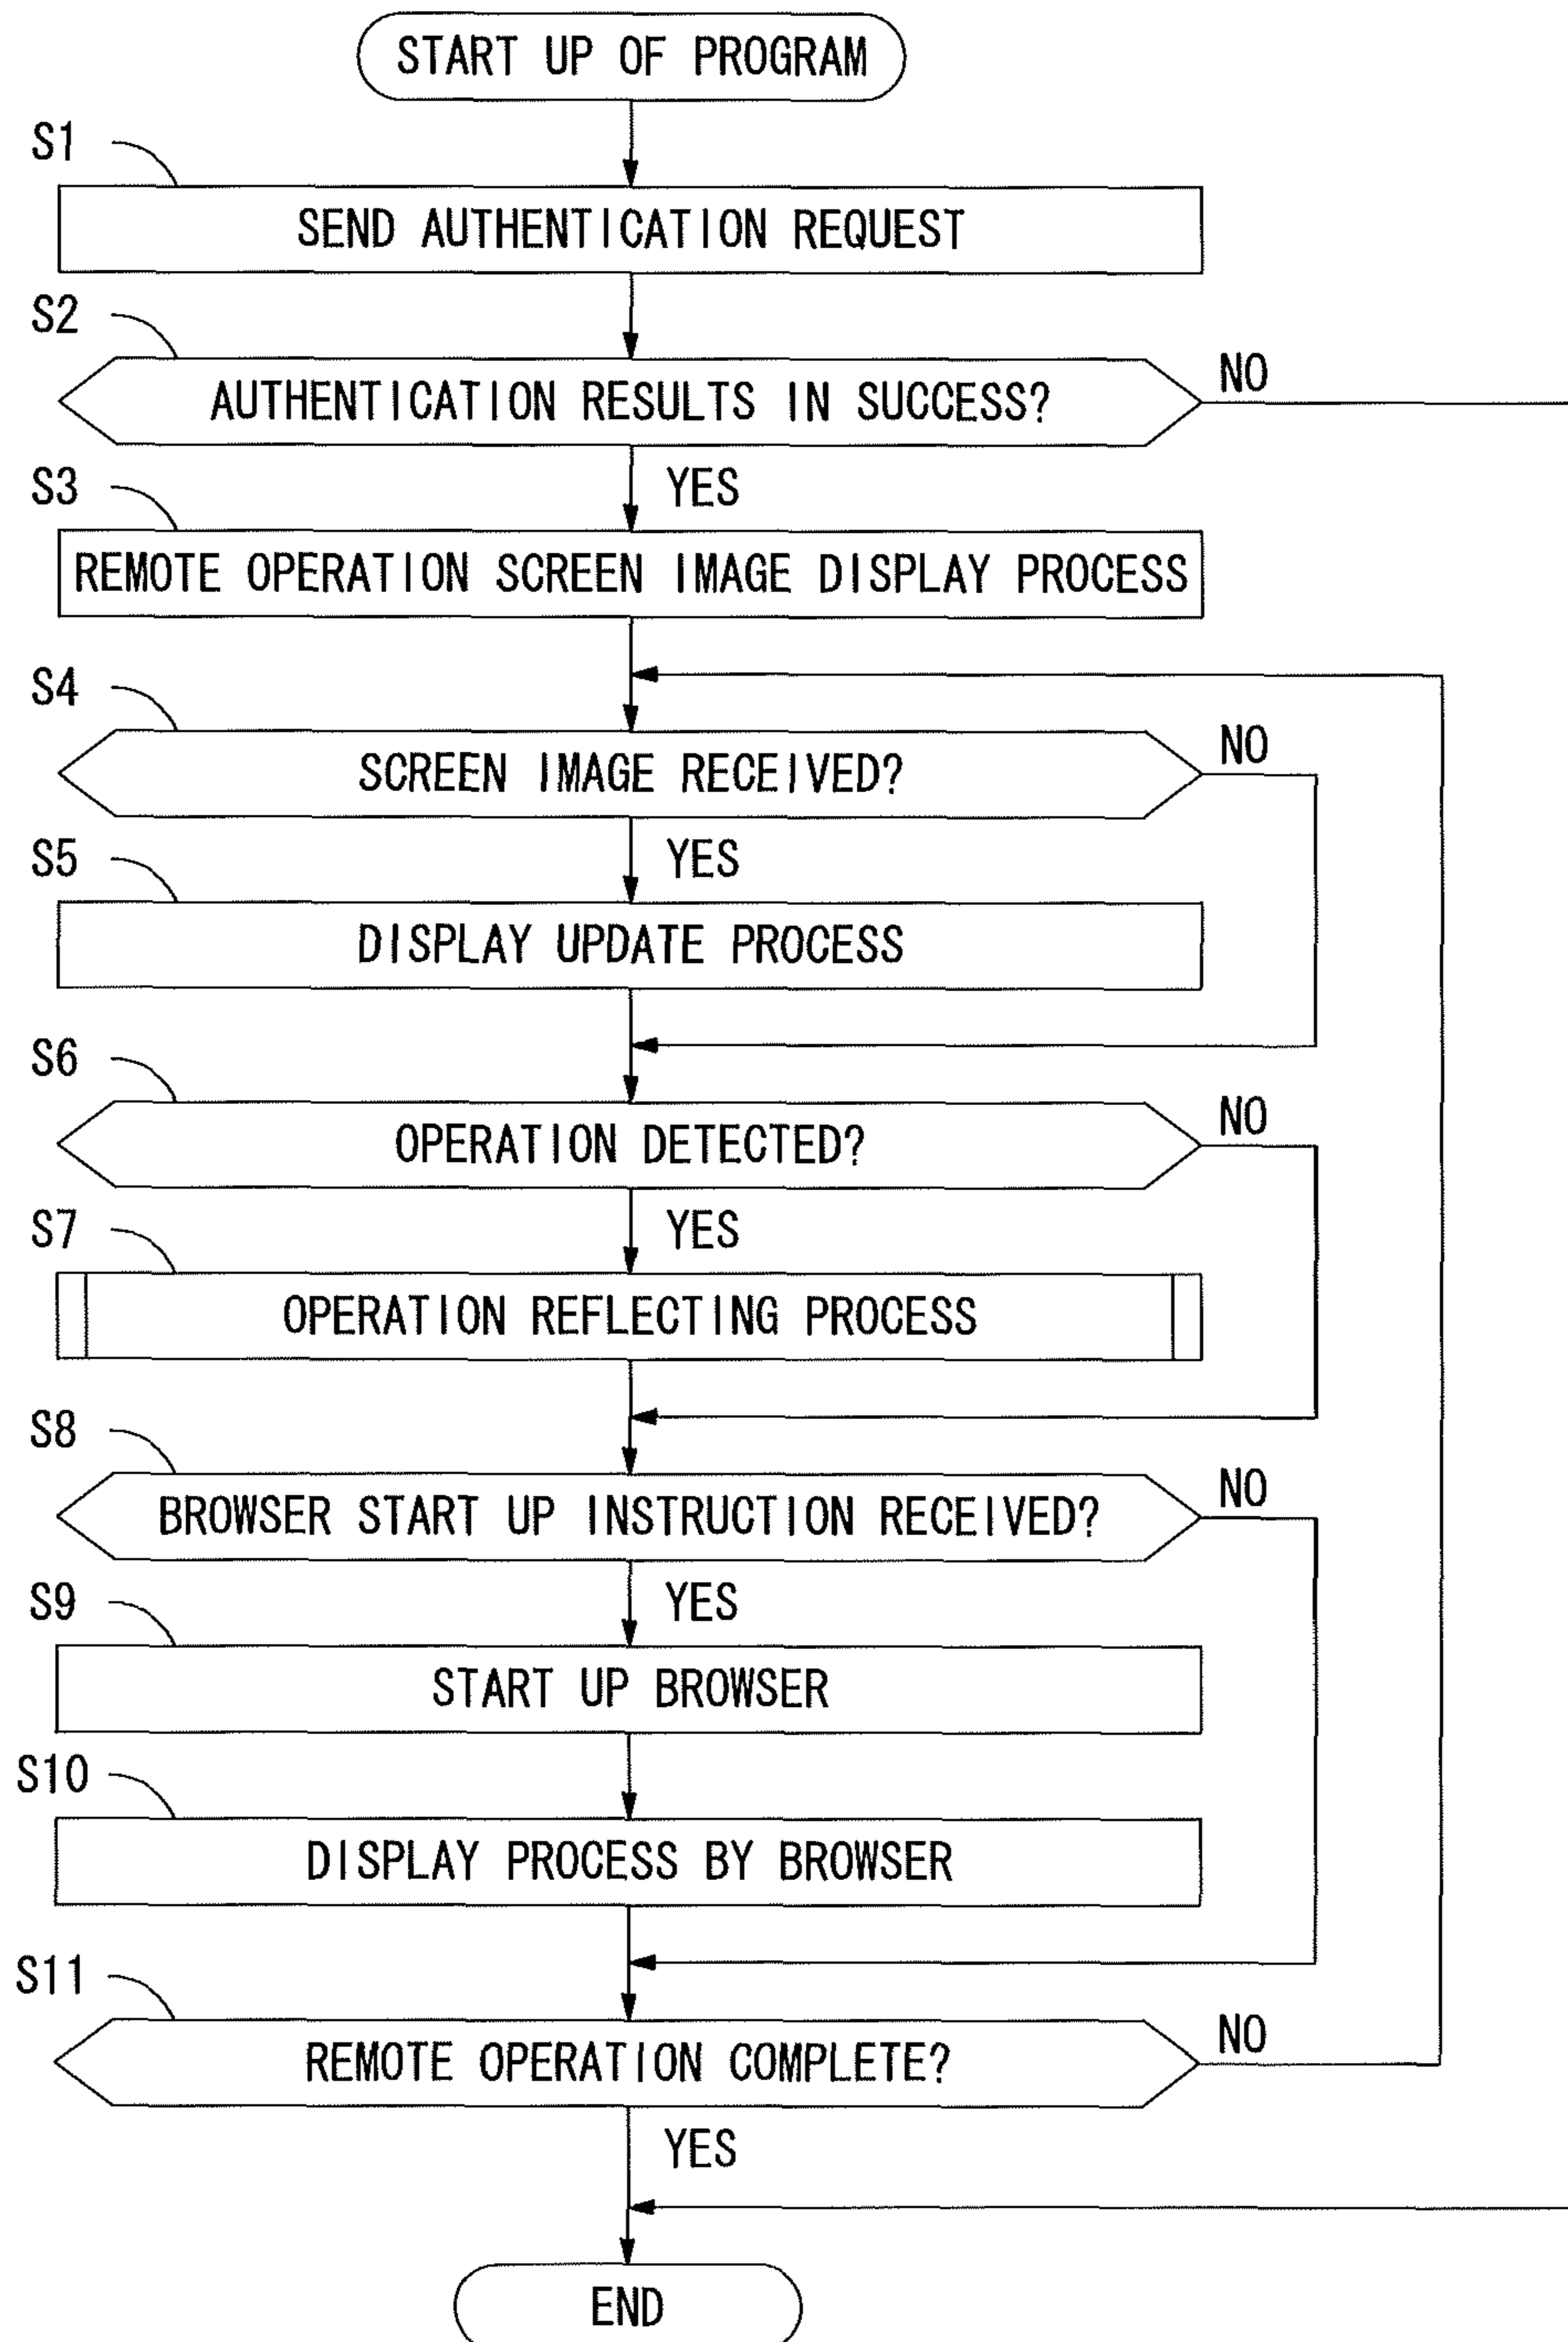 START UP OF PROGRAM
S1
SEND AUTHENTICATION REQUEST
S2
AUTHENTICATION RESULTS IN SUCCESS?
NO
YES
S3
REMOTE OPERATION SCREEN IMAGE DISPLAY PROCESS
S4
SCREEN IMAGE RECEIVED?
NO
YES
S5
DISPLAY UPDATE PROCESS
S6
OPERATION DETECTED?
NO
YES
S7
OPERATION REFLECTING PROCESS
S8
BROWSER START UP INSTRUCTION RECEIVED?
NO
YES
S9
START UP BROWSER
S10
DISPLAY PROCESS BY BROWSER
S11
REMOTE OPERATION COMPLETE?
NO
YES
END